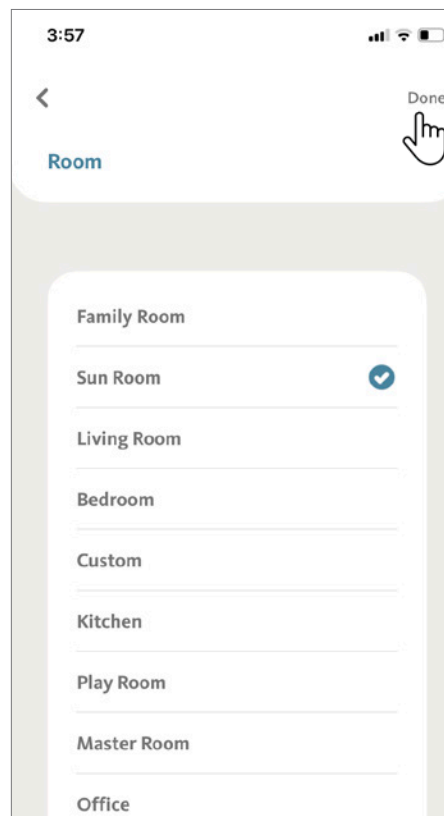 3:57
Done
Room
Family Room
Sun Room
Living Room
Bedroom
Custom
Kitchen
Play Room
Master Room
Office